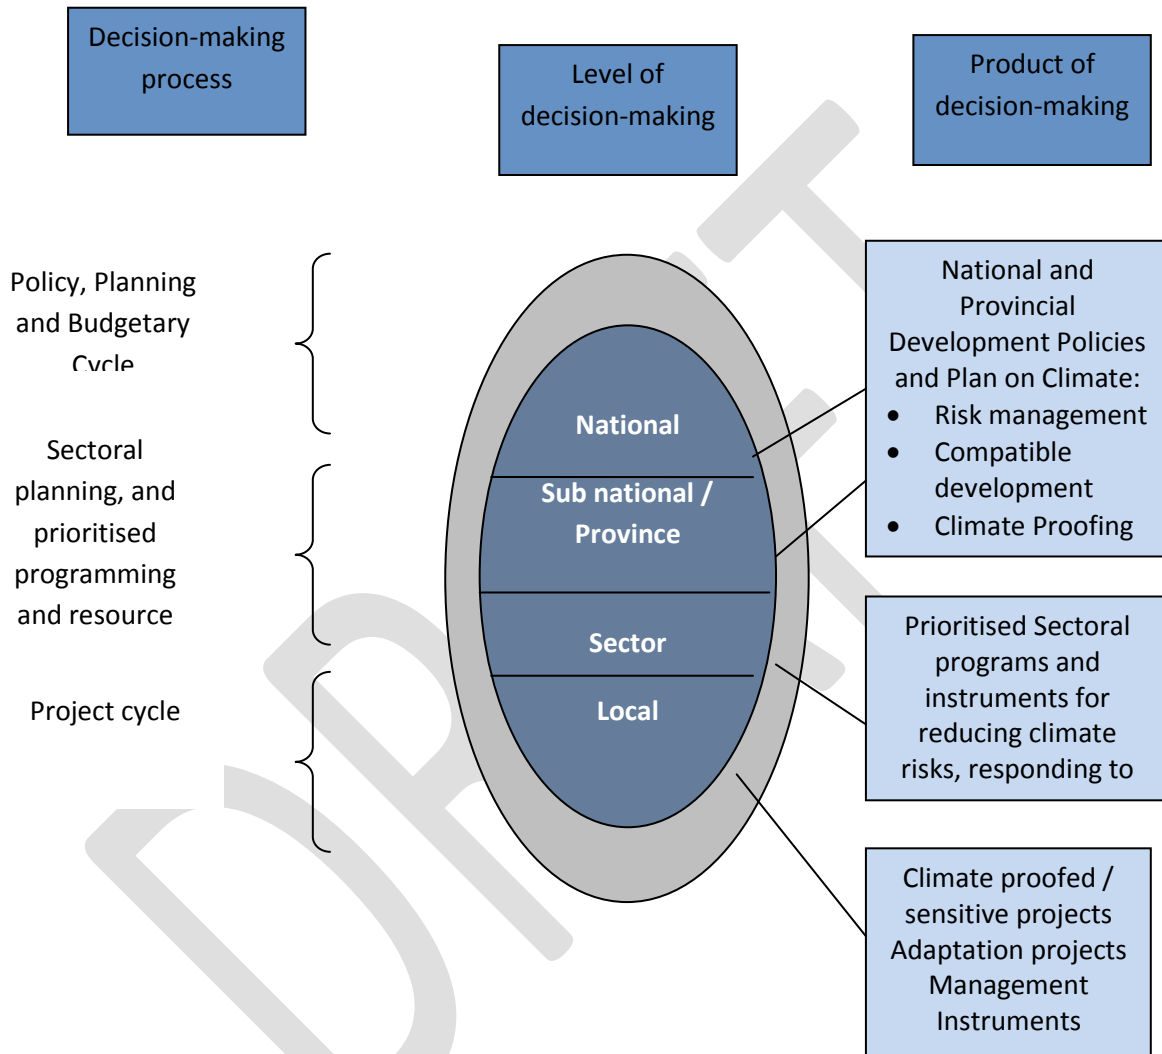 Decision-making
process
Level of
decision-making
Product of
decision-making
Policy, Planning
and Budgetary
Cycle
Sectoral
planning, and
prioritised
programming
and resource
Project cycle
National
Sub national /
Province
Sector
Local
National and
Provincial
Development Policies
and Plan on Climate:
• Risk management
• Compatible
development
• Climate Proofing
Prioritised Sectoral
programs and
instruments for
reducing climate
risks, responding to
Climate proofed /
sensitive projects
Adaptation projects
Management
Instruments
DRAFT